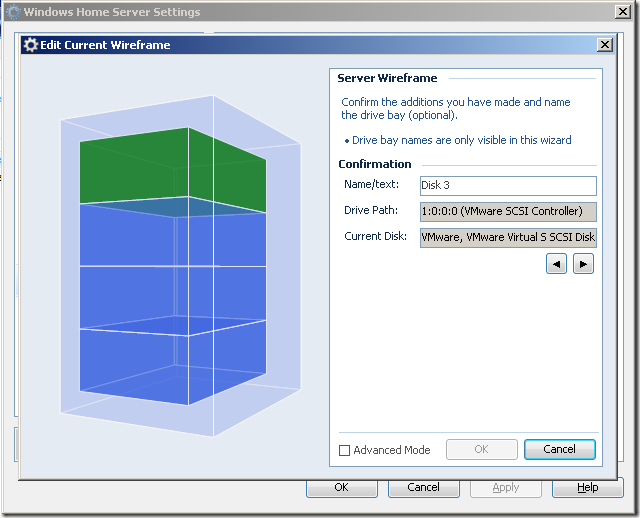 Windows Home Server Settings
Edit Current Wireframe
Server Wireframe
Confirm the additions you have made and name
the drive bay (optional).
• Drive bay names are only visible in this wizard
Confirmation
Name/text: Disk 3
Drive Path: 1:0:0:0 (VMware SCSI Controller)
Current Disk: VMware, VMware Virtual S SCSI Disk
Advanced Mode OK Cancel
OK Cancel Apply Help